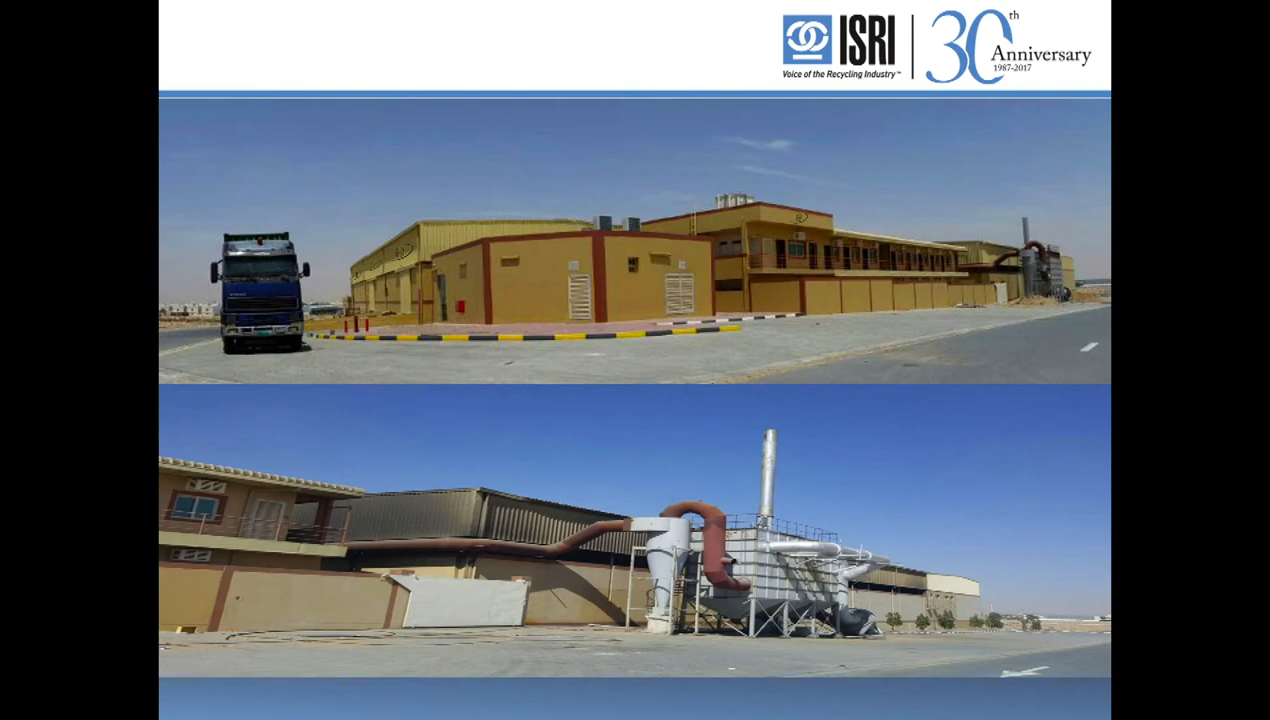 ISRI
Voice of the Recycling Industry™
30th
Anniversary
1987-2017